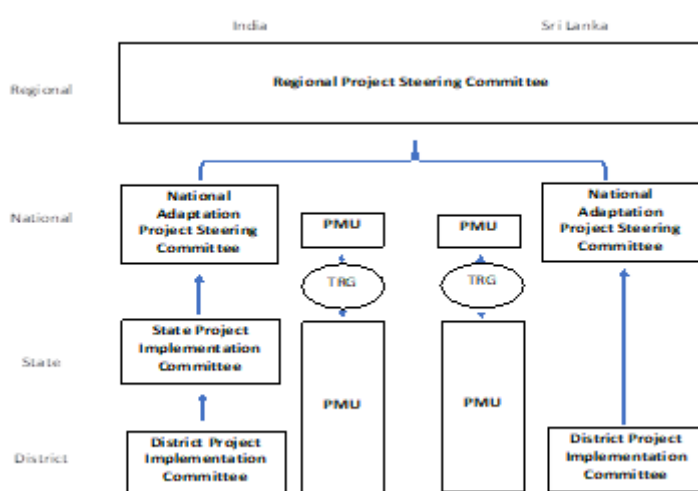 India
Sri Lanka
Regional
Regional Project Steering Committee
National
National
Adaptation
Project Steering
Committee
PMU
PMU
National
Adaptation
Project Steering
Committee
TRG
TRG
State
State Project
Implementation
Committee
PMU
PMU
District
District Project
Implementation
Committee
District Project
Implementation
Committee